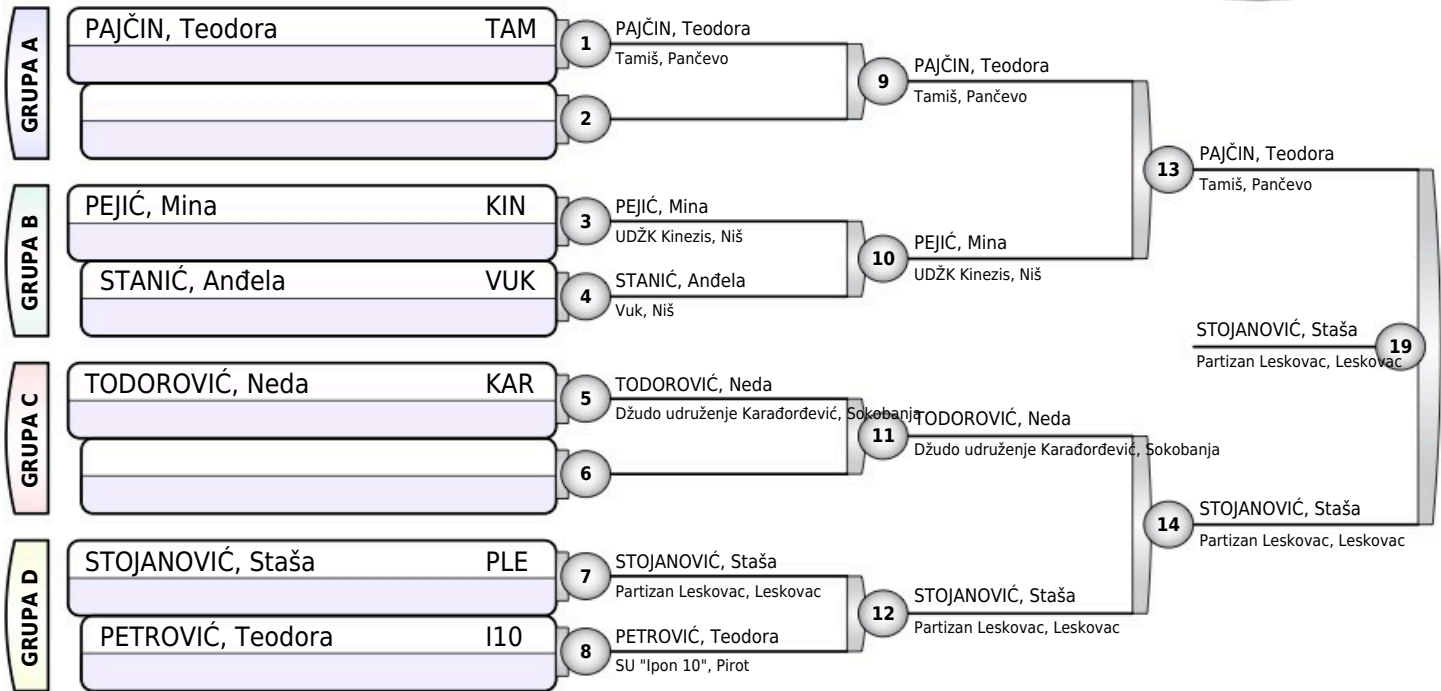 GRUPA A
PAJČIN, Teodora TAM
1
PAJČIN, Teodora
Tamiš, Pančevo
2
9
PAJČIN, Teodora
Tamiš, Pančevo
GRUPA B
PEJIĆ, Mina KIN
STANIĆ, Anđela VUK
3
PEJIĆ, Mina
UDŽK Kinezis, Niš
4
STANIĆ, Anđela
Vuk, Niš
10
PEJIĆ, Mina
UDŽK Kinezis, Niš
13
PAJČIN, Teodora
Tamiš, Pančevo
GRUPA C
TODOROVIĆ, Neda KAR
5
TODOROVIĆ, Neda
Džudo udruženje Karađorđević, Sokobanja
6
11
TODOROVIĆ, Neda
Džudo udruženje Karađorđević, Sokobanja
GRUPA D
STOJANOVIĆ, Staša PLE
PETROVIĆ, Teodora I10
7
STOJANOVIĆ, Staša
Partizan Leskovac, Leskovac
8
PETROVIĆ, Teodora
SU "Ipon 10", Pirot
12
STOJANOVIĆ, Staša
Partizan Leskovac, Leskovac
14
STOJANOVIĆ, Staša
Partizan Leskovac, Leskovac
STOJANOVIĆ, Staša
Partizan Leskovac, Leskovac
19